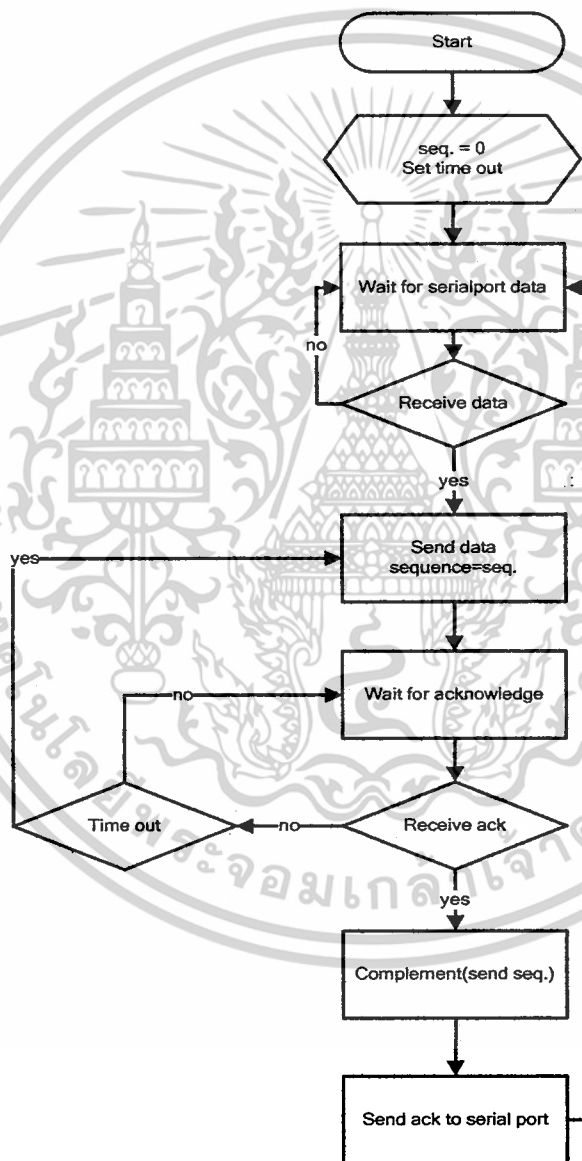 Start
seq. = 0
Set time out
Wait for serialport data
no
Receive data
yes
yes
Send data
sequence=seq.
no
Wait for acknowledge
Time out
no
Receive ack
yes
Complement(send seq.)
Send ack to serial port